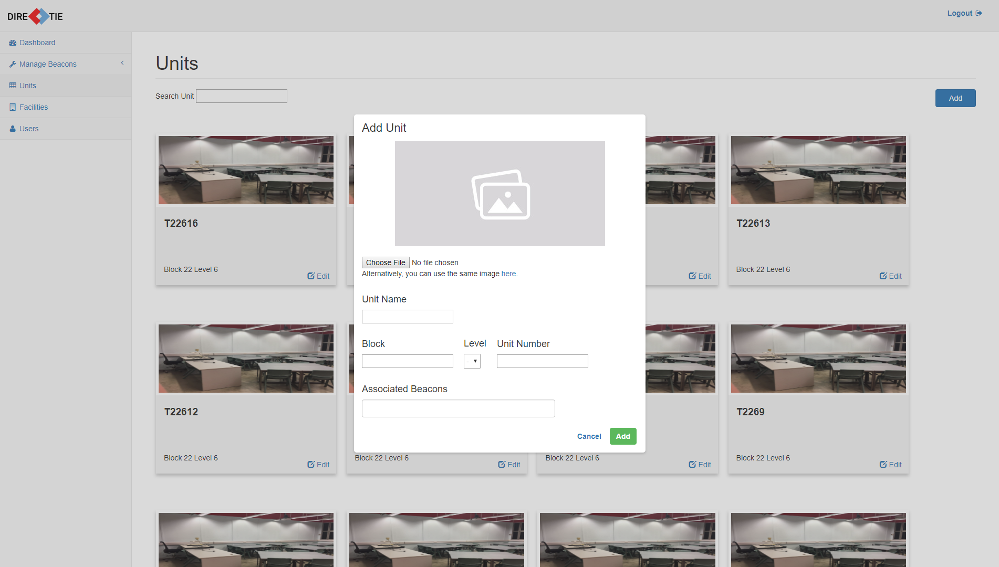 DIRE TIE
Logout
Dashboard
Manage Beacons
Units
Facilities
Users
Units
Search Unit
Add
Add Unit
Choose File No file chosen
Alternatively, you can use the same image here.
Unit Name
Block Level Unit Number
-
Associated Beacons
Cancel Add
T22616
T22613
Block 22 Level 6
Edit
Edit
Block 22 Level 6
Edit
T22612
T2269
Block 22 Level 6
Edit
Block 22 Level 6
Edit
Block 22 Level 6
Edit
Block 22 Level 6
Edit